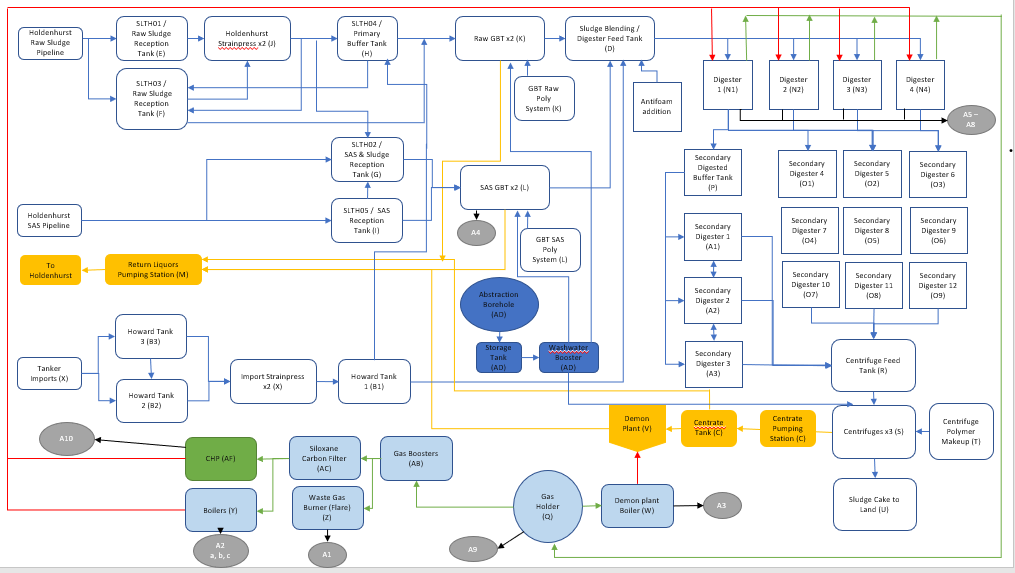 Holdenhurst
Raw Sludge
Pipeline
SLTH01 /
Raw Sludge
Reception
Tank (E)
Holdenhurst
Strainpress x2 (J)
SLTH04 /
Primary
Buffer Tank
(H)
Raw GBT x2 (K)
Sludge Blending /
Digester Feed Tank
(D)
SLTH03 /
Raw Sludge
Reception
Tank (F)
GBT Raw
Poly
System (K)
Antifoam
addition
Digester
1 (N1)
Digester
2 (N2)
Digester
3 (N3)
Digester
4 (N4)
A5 –
A8
SLTH02 /
SAS & Sludge
Reception
Tank (G)
Secondary
Digested
Buffer Tank
(P)
Secondary
Digester 4
(O1)
Secondary
Digester 5
(O2)
Secondary
Digester 6
(O3)
SAS GBT x2 (L)
Holdenhurst
SAS Pipeline
SLTH05 / SAS
Reception
Tank (I)
A4
GBT SAS
Poly
System (L)
Secondary
Digester 1
(A1)
Secondary
Digester 7
(O4)
Secondary
Digester 8
(O5)
Secondary
Digester 9
(O6)
To
Holdenhurst
Return Liquors
Pumping Station (M)
Abstraction
Borehole
(AD)
Secondary
Digester 2
(A2)
Secondary
Digester 10
(O7)
Secondary
Digester 11
(O8)
Secondary
Digester 12
(O9)
Howard Tank
3 (B3)
Storage
Tank
(AD)
Washwater
Booster
(AD)
Secondary
Digester 3
(A3)
Centrifuge Feed
Tank (R)
Tanker
Imports (X)
Howard Tank
2 (B2)
Import Strainpress
x2 (X)
Howard Tank
1 (B1)
Demon
Plant (V)
Centrate
Tank (C)
Centrate
Pumping
Station (C)
Centrifuges x3 (S)
Centrifuge
Polymer
Makeup (T)
A10
CHP (AF)
Siloxane
Carbon Filter
(AC)
Gas Boosters
(AB)
Boilers (Y)
Waste Gas
Burner (Flare)
(Z)
Gas
Holder
(Q)
Demon plant
Boiler (W)
A3
Sludge Cake to
Land (U)
A2
a, b, c
A1
A9